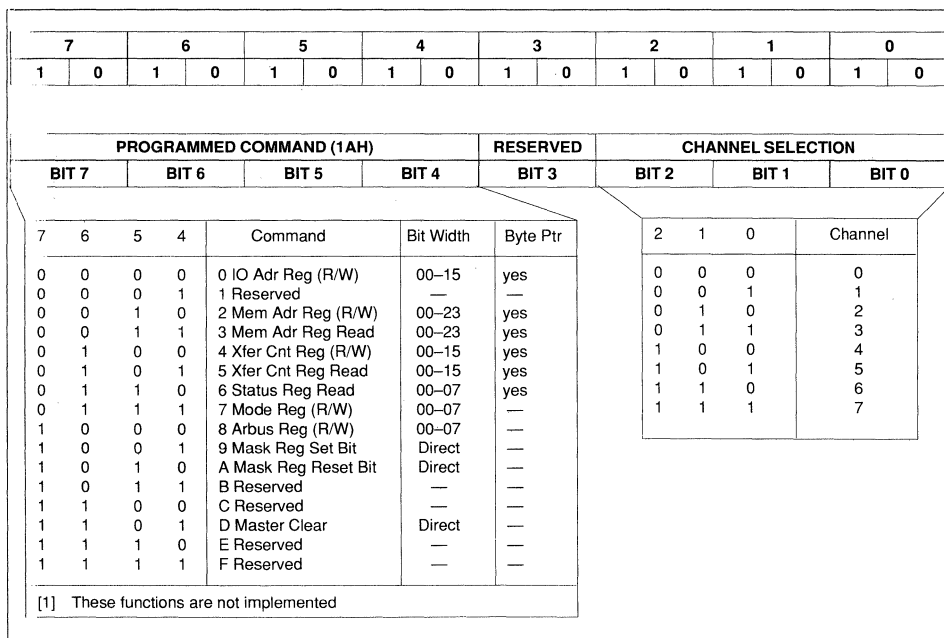 7 6 5 4 3 2 1 0
1 0 1 0 1 0 1 0 1 0 1 0 1 0 1 0
PROGRAMMED COMMAND (1AH) RESERVED CHANNEL SELECTION
BIT 7 BIT 6 BIT 5 BIT 4 BIT 3 BIT 2 BIT 1 BIT 0
7 6 5 4 Command Bit Width Byte Ptr
0 0 0 0 0 IO Adr Reg (R/W) 00–15 yes
0 0 0 1 1 Reserved — —
0 0 1 0 2 Mem Adr Reg (R/W) 00–23 yes
0 0 1 1 3 Mem Adr Reg Read 00–23 yes
0 1 0 0 4 Xfer Cnt Reg (R/W) 00–15 yes
0 1 0 1 5 Xfer Cnt Reg Read 00–15 yes
0 1 1 0 6 Status Reg Read 00–07 yes
0 1 1 1 7 Mode Reg (R/W) 00–07 —
1 0 0 0 8 Arbus Reg (R/W) 00–07 —
1 0 0 1 9 Mask Reg Set Bit Direct —
1 0 1 0 A Mask Reg Reset Bit Direct —
1 0 1 1 B Reserved — —
1 1 0 0 C Reserved — —
1 1 0 1 D Master Clear Direct —
1 1 1 0 E Reserved — —
1 1 1 1 F Reserved — —
[1] These functions are not implemented
2 1 0 Channel
0 0 0 0
0 0 1 1
0 1 0 2
0 1 1 3
1 0 0 4
1 0 1 5
1 1 0 6
1 1 1 7